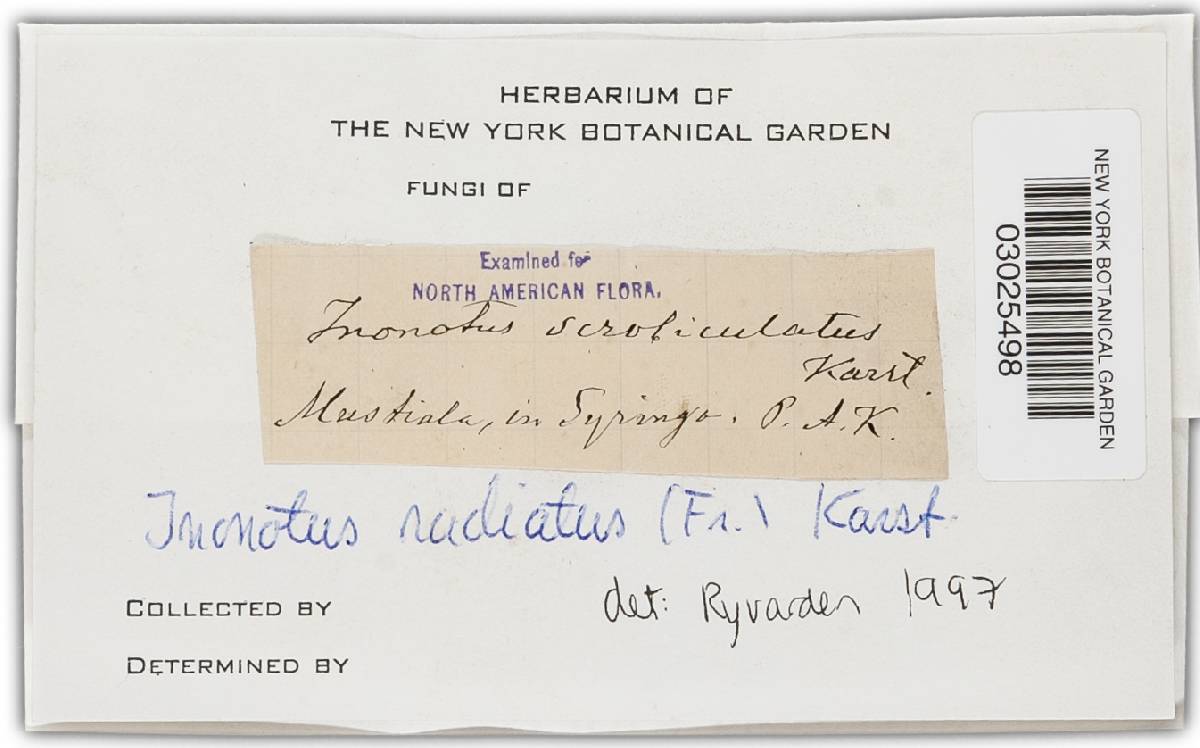 HERBARIUM OF
THE NEW YORK BOTANICAL GARDEN
FUNGI OF
Examined for
NORTH AMERICAN FLORA.
Inonotus scrobiculatus
Karst.
Mustiala, in Syringa. P. A. K.
Inonotus radiatus (Fr.) Karst.
det: Ryvarden 1997
COLLECTED BY
DETERMINED BY
NEW YORK BOTANICAL GARDEN
03025498